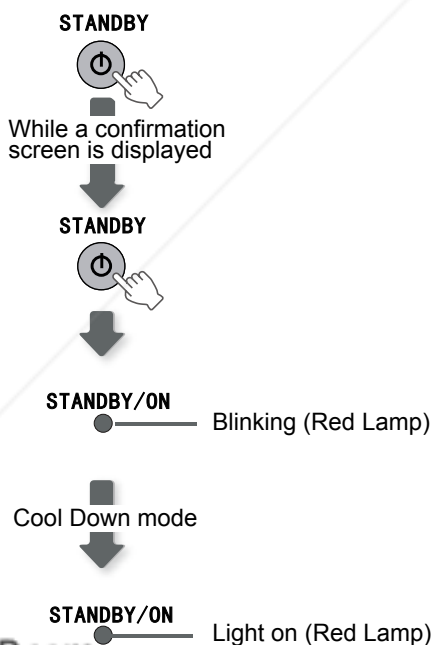 STANDBY
While a confirmation
screen is displayed
STANDBY
STANDBY/ON
Blinking (Red Lamp)
Cool Down mode
STANDBY/ON
Light on (Red Lamp)